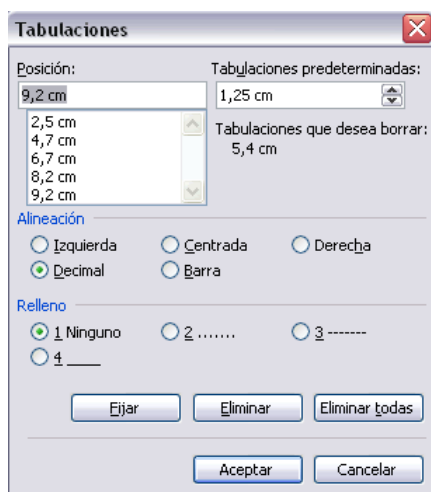 Tabulaciones
Posición: Tabulaciones predeterminadas:
9,2 cm 1,25 cm
2,5 cm Tabulaciones que desea borrar:
4,7 cm 5,4 cm
6,7 cm
8,2 cm
9,2 cm
Alineación
Izquierda Centrada Derecha
Decimal Barra
Relleno
1 Ninguno 2 ....... 3 -------
4 ____
Fijar Eliminar Eliminar todas
Aceptar Cancelar